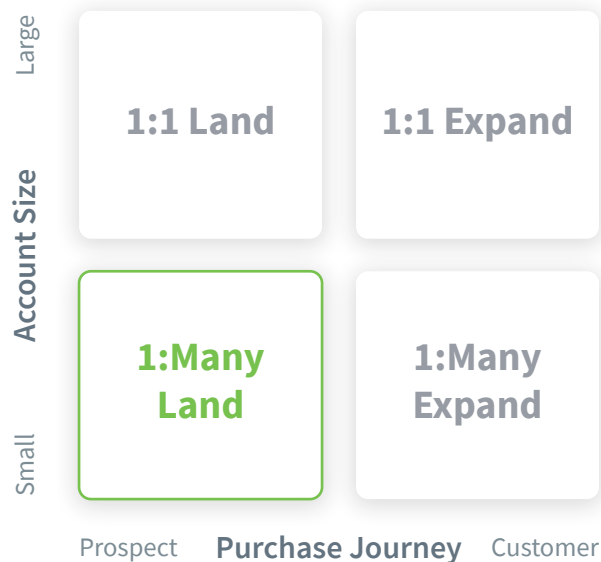 Large
1:1 Land
1:1 Expand
Account Size
1:Many
Land
1:Many
Expand
Small
Prospect
Purchase Journey
Customer